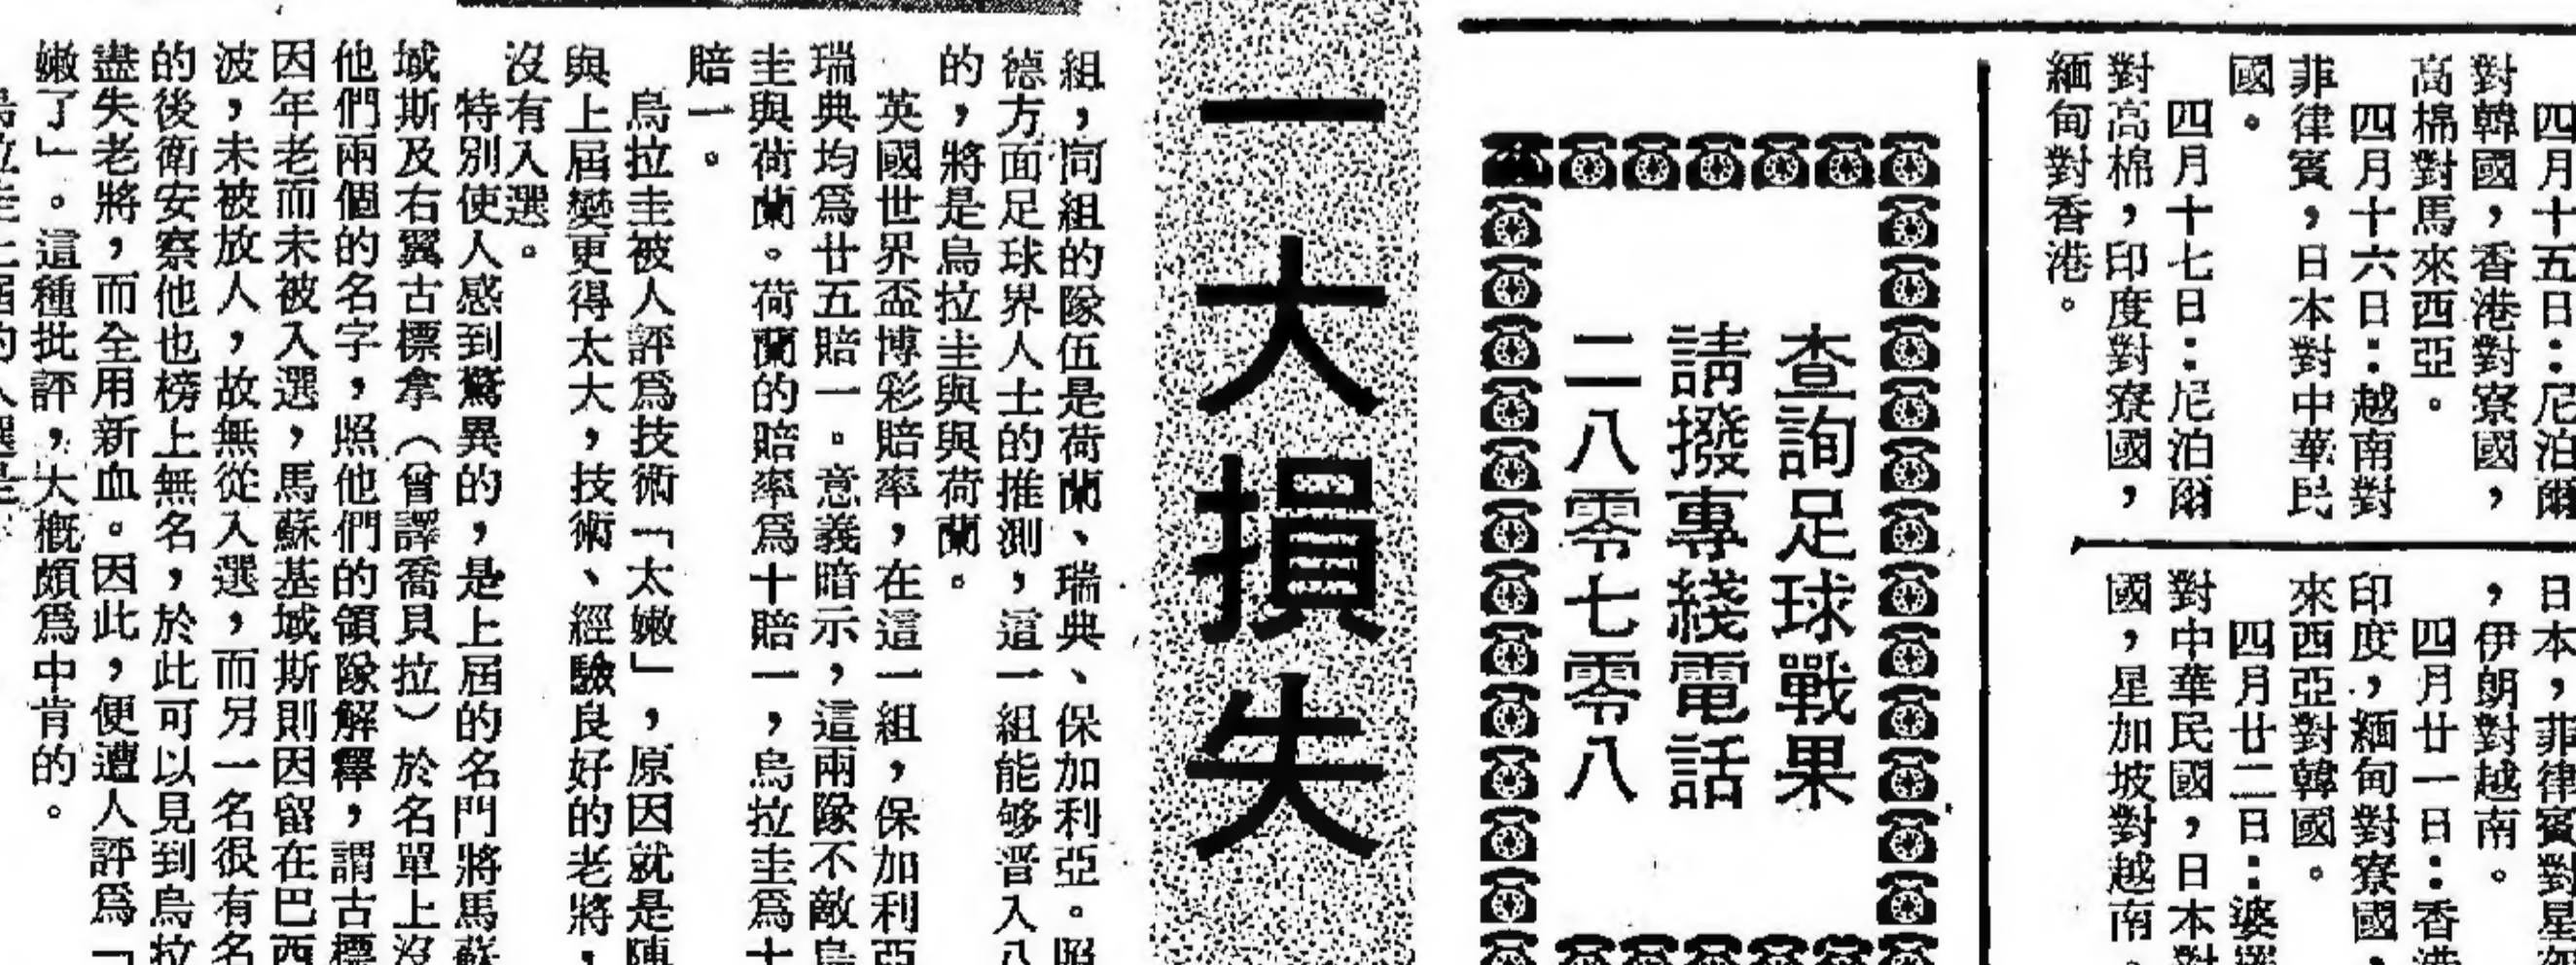 四月十五日：尼泊爾
對韓國，香港對寮國，
高棉對馬來西亞。
四月十六日：越南對
菲律賓，日本對中華民
國。
四月十七日：尼泊爾
對高棉，印度對寮國，
緬甸對香港。
日本，菲律賓對星
，伊朗對越南。
四月廿一日：香港
印度，緬甸對寮國，
來西亞對韓國。
四月廿二日：婆羅
對中華民國，日本對
國，星加坡對越南。
查詢足球戰果
請撥專綫電話
二八零七零八
一大損失
組，同組的隊伍是荷蘭、瑞典、保加利亞。照
德方面足球界人士的推測，這一組能够晋入八
的，將是烏拉圭與與荷蘭。
英國世界盃博彩賠率，在這一組，保加利亞
瑞典均爲廿五賠一。意義暗示，這兩隊不敵烏
圭與荷蘭。荷蘭的賠率爲十賠一，烏拉圭爲十
賠一。
烏拉圭被人評爲技術「太嫩」，原因就是陣
與上屆變更得太大，技術、經驗良好的老將，
沒有入選。
特別使人感到驚異的，是上屆的名門將馬蘇
域斯及右翼古標拿（曾譯喬貝拉）於名單上沒
他們兩個的名字，照他們的領隊解釋，謂古標
因年老而未被入選，馬蘇基域斯則因留在巴西
波，未被放人，故無從入選，而另一名很有名
的後衛安察他也榜上無名，於此可以見到烏拉
盡失老將，而全用新血。因此，便遭人評爲「
嫩了」。這種批評，大概頗爲中肯的。